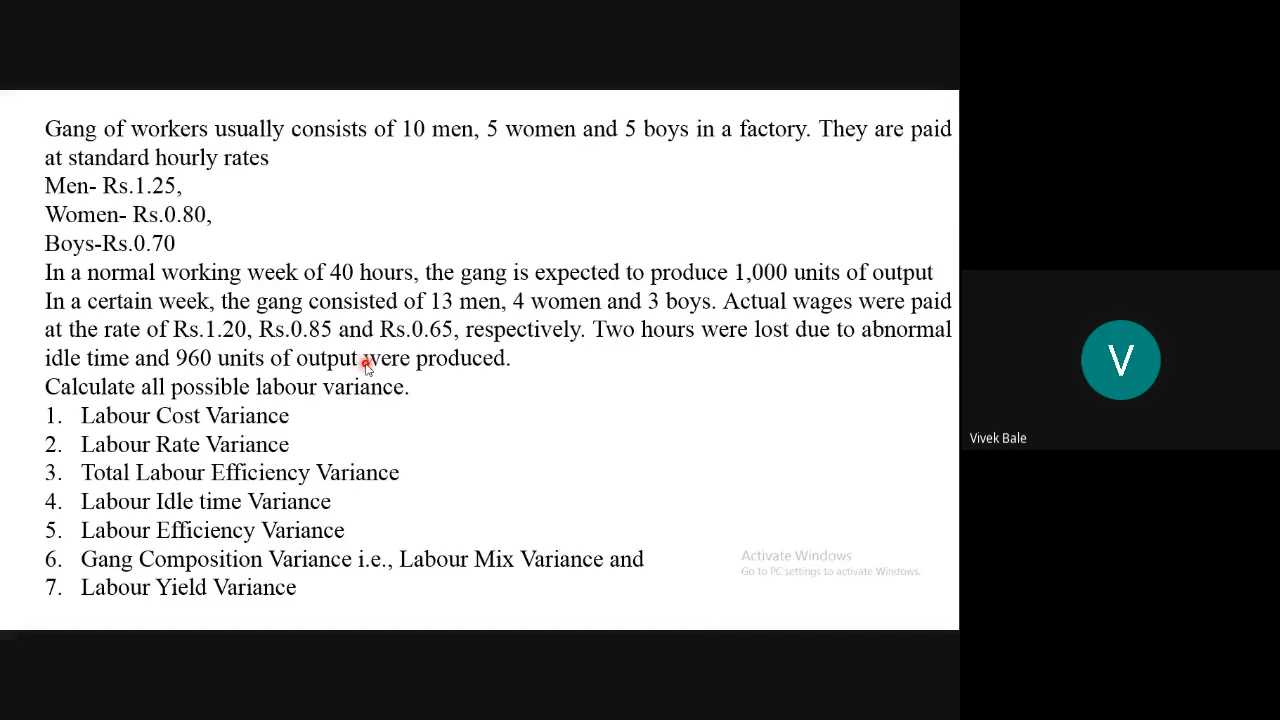 Gang of workers usually consists of 10 men, 5 women and 5 boys in a factory. They are paid
at standard hourly rates
Men- Rs.1.25,
Women- Rs.0.80,
Boys-Rs.0.70
In a normal working week of 40 hours, the gang is expected to produce 1,000 units of output
In a certain week, the gang consisted of 13 men, 4 women and 3 boys. Actual wages were paid
at the rate of Rs.1.20, Rs.0.85 and Rs.0.65, respectively. Two hours were lost due to abnormal
idle time and 960 units of output were produced.
Calculate all possible labour variance.
1. Labour Cost Variance
2. Labour Rate Variance
3. Total Labour Efficiency Variance
4. Labour Idle time Variance
5. Labour Efficiency Variance
6. Gang Composition Variance i.e., Labour Mix Variance and
7. Labour Yield Variance
Activate Windows
Go to PC settings to activate Windows.
V
Vivek Bale